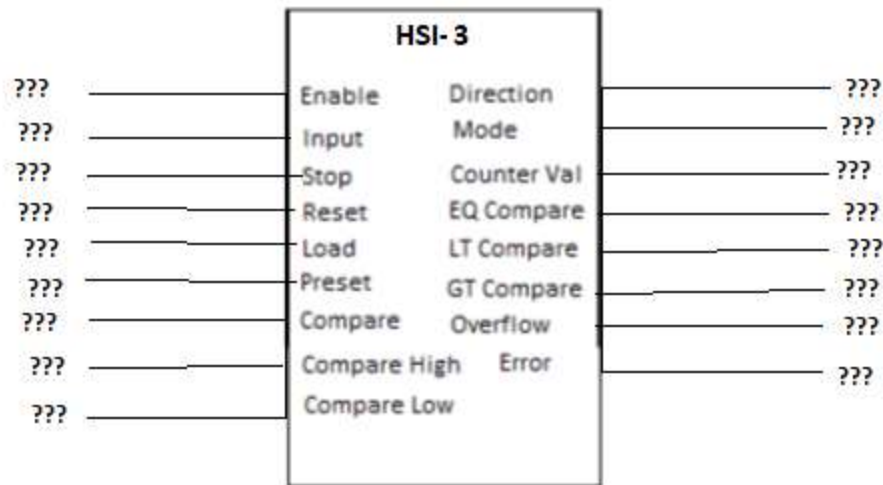 HSI- 3
??? Enable Direction ???
??? Input Mode ???
??? Stop Counter Val ???
??? Reset EQ Compare ???
??? Load LT Compare ???
??? Preset GT Compare ???
??? Compare Overflow ???
??? Compare High Error ???
??? Compare Low